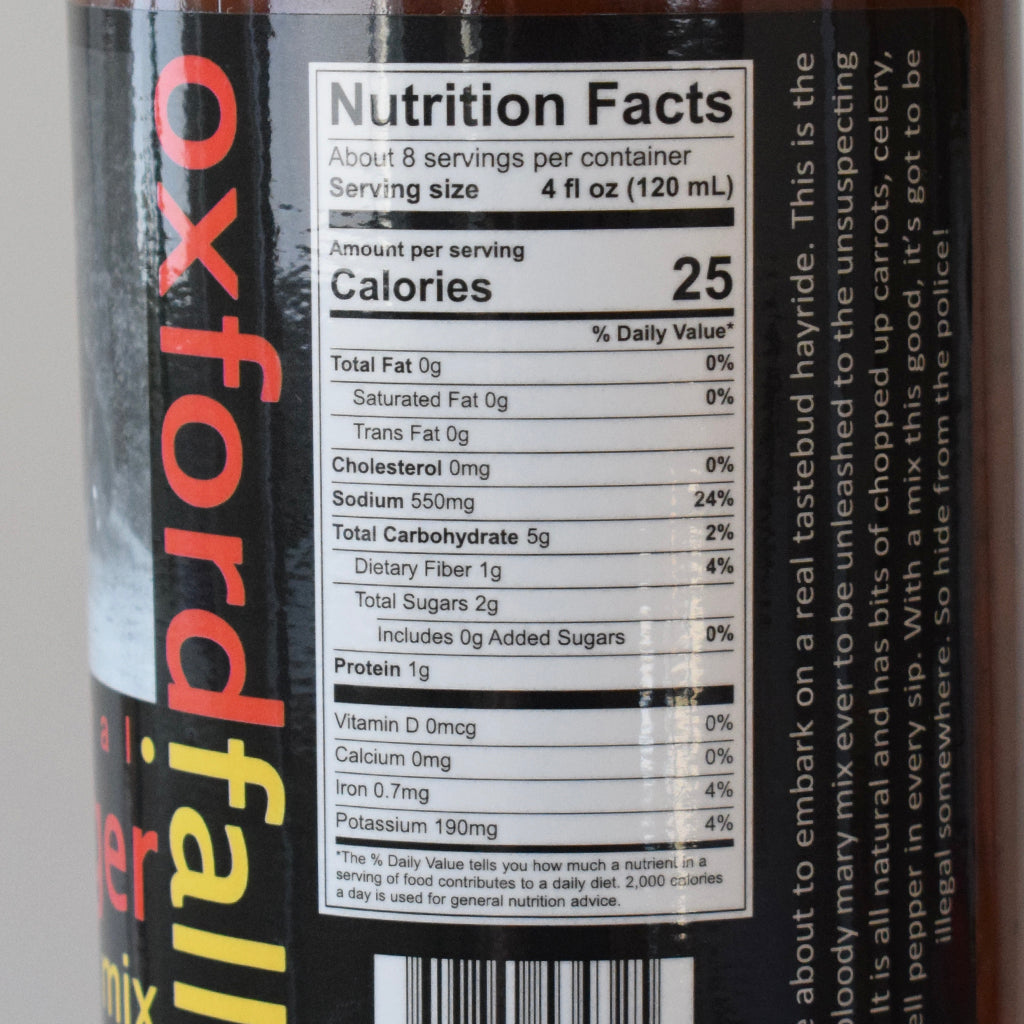 oxford falls
al
ger
mix
Nutrition Facts
About 8 servings per container
Serving size 4 fl oz (120 mL)
Amount per serving
Calories 25
% Daily Value*
Total Fat 0g 0%
Saturated Fat 0g 0%
Trans Fat 0g
Cholesterol 0mg 0%
Sodium 550mg 24%
Total Carbohydrate 5g 2%
Dietary Fiber 1g 4%
Total Sugars 2g
Includes 0g Added Sugars 0%
Protein 1g
Vitamin D 0mcg 0%
Calcium 0mg 0%
Iron 0.7mg 4%
Potassium 190mg 4%
*The % Daily Value tells you how much a nutrient in a
serving of food contributes to a daily diet. 2,000 calories
a day is used for general nutrition advice.
about to embark on a real tastebud hayride. This is the
bloody mary mix ever to be unleashed to the unsuspecting
It is all natural and has bits of chopped up carrots, celery,
ell pepper in every sip. With a mix this good, it's got to be
illegal somewhere. So hide from the police!